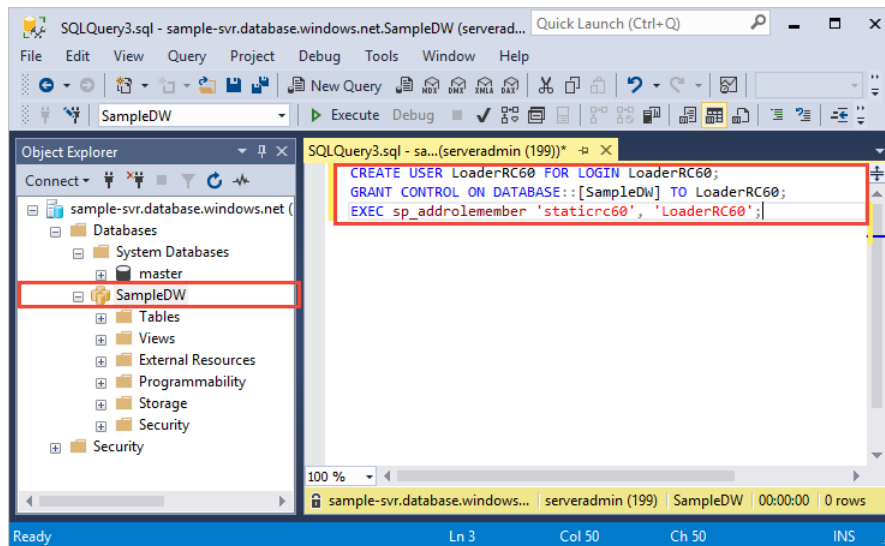 SQLQuery3.sql - sample-svr.database.windows.net.SampleDW (serverad...
Quick Launch (Ctrl+Q)
File Edit View Query Project Debug Tools Window Help
New Query MDX DMX XMLA DAX
SampleDW Execute Debug
Object Explorer
SQLQuery3.sql - sa...(serveradmin (199))*
Connect
sample-svr.database.windows.net (
Databases
System Databases
master
SampleDW
Tables
Views
External Resources
Programmability
Storage
Security
Security
CREATE USER LoaderRC60 FOR LOGIN LoaderRC60;
GRANT CONTROL ON DATABASE::[SampleDW] TO LoaderRC60;
EXEC sp_addrolemember 'staticrc60', 'LoaderRC60';
100 %
sample-svr.database.windows... serveradmin (199) SampleDW 00:00:00 0 rows
Ready Ln 3 Col 50 Ch 50 INS